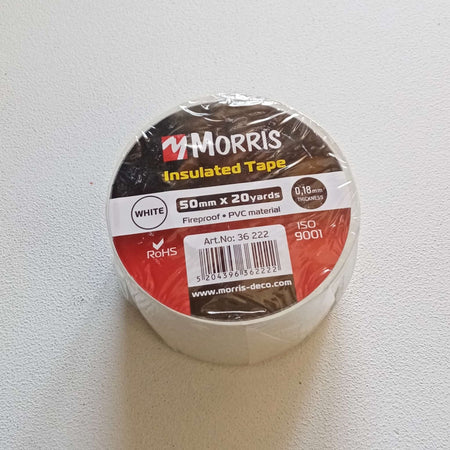 MORRIS
Insulated Tape
WHITE
50mm x 20yards
0,18mm
THICKNESS
Fireproof • PVC material
RoHS
Art.No: 36 222
ISO
9001
5 204396 362222
www.morris-deco.com